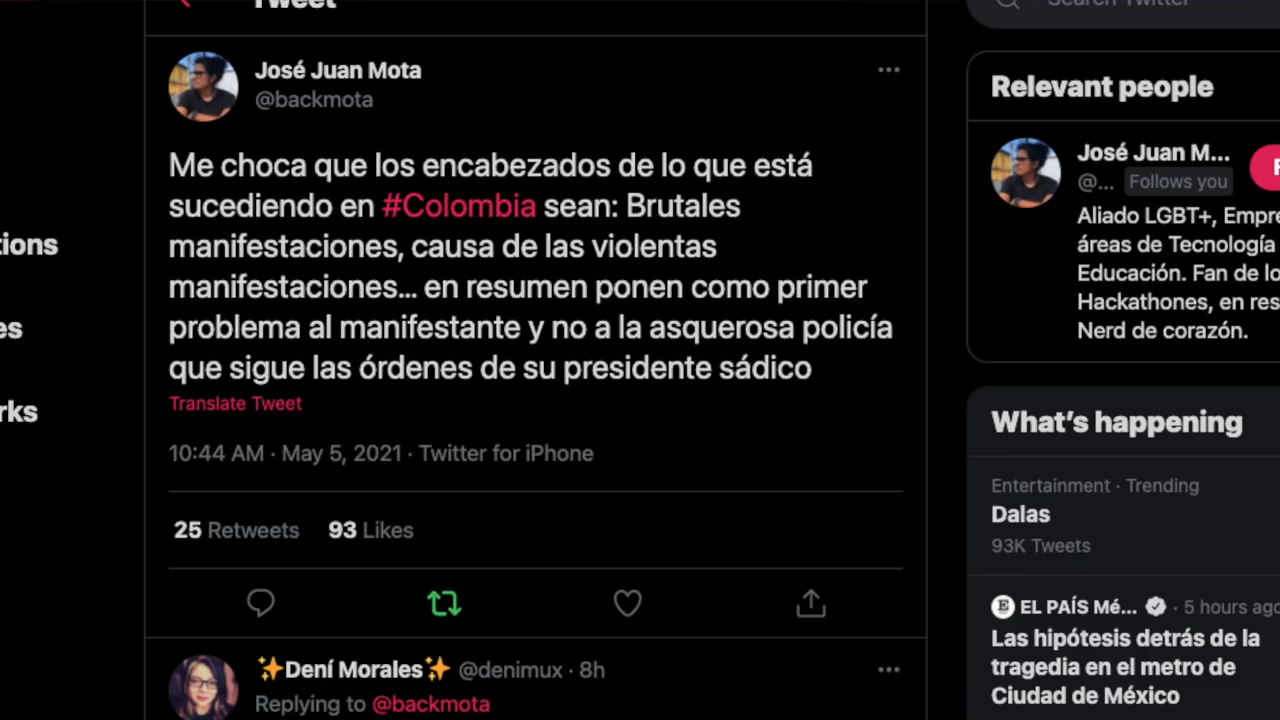 Tweet
José Juan Mota
@backmota
Me choca que los encabezados de lo que está
sucediendo en #Colombia sean: Brutales
manifestaciones, causa de las violentas
manifestaciones... en resumen ponen como primer
problema al manifestante y no a la asquerosa policía
que sigue las órdenes de su presidente sádico
Translate Tweet
10:44 AM · May 5, 2021 · Twitter for iPhone
25 Retweets 93 Likes
✨Dení Morales✨ @denimux · 8h
Replying to @backmota
tions
es
rks
Search Twitter
Relevant people
José Juan M...
@... Follows you
F
Aliado LGBT+, Empre
áreas de Tecnología
Educación. Fan de lo
Hackathones, en res
Nerd de corazón.
What's happening
Entertainment · Trending
Dalas
93K Tweets
EL PAÍS Mé... · 5 hours ago
Las hipótesis detrás de la
tragedia en el metro de
Ciudad de México